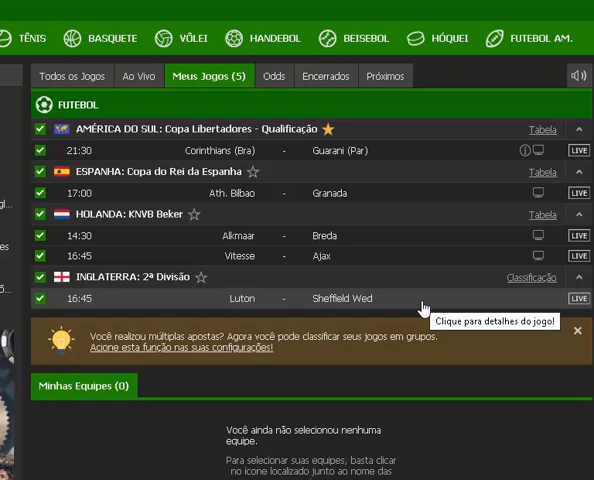 TÊNIS BASQUETE VÔLEI HANDEBOL BEISEBOL HÓQUEI FUTEBOL AM.
Todos os Jogos Ao Vivo Meus Jogos (5) Odds Encerrados Próximos
FUTEBOL
AMÉRICA DO SUL: Copa Libertadores - Qualificação Tabela
21:30 Corinthians (Bra) - Guarani (Par) LIVE
ESPANHA: Copa do Rei da Espanha Tabela
17:00 Ath. Bilbao - Granada LIVE
HOLANDA: KNVB Beker Tabela
14:30 Alkmaar - Breda LIVE
16:45 Vitesse - Ajax LIVE
INGLATERRA: 2ª Divisão Classificação
16:45 Luton - Sheffield Wed LIVE
Clique para detalhes do jogo!
Você realizou múltiplas apostas? Agora você pode classificar seus jogos em grupos.
Acione esta função nas suas configurações!
Minhas Equipes (0)
Você ainda não selecionou nenhuma
equipe.
Para selecionar suas equipes, basta clicar
no ícone localizado junto ao nome das